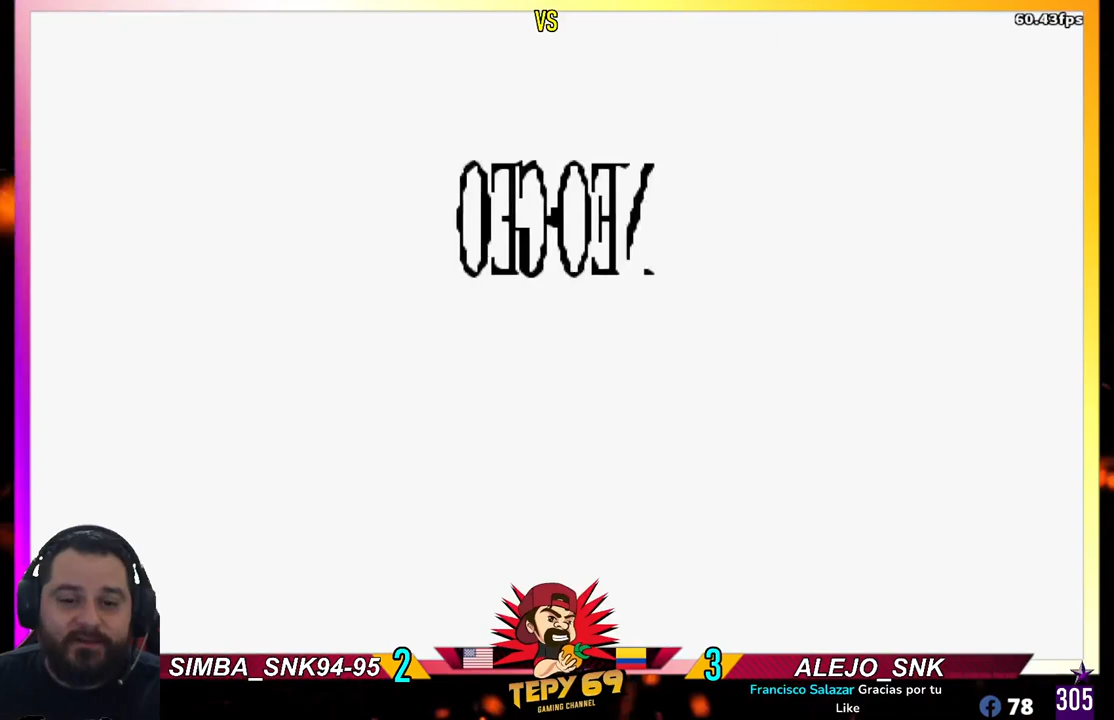 VS
60.43fps
SIMBA_SNK94-95 2
3 ALEJO_SNK
TEPY 69
GAMING CHANNEL
Francisco Salazar Gracias por tu
Like
78
305